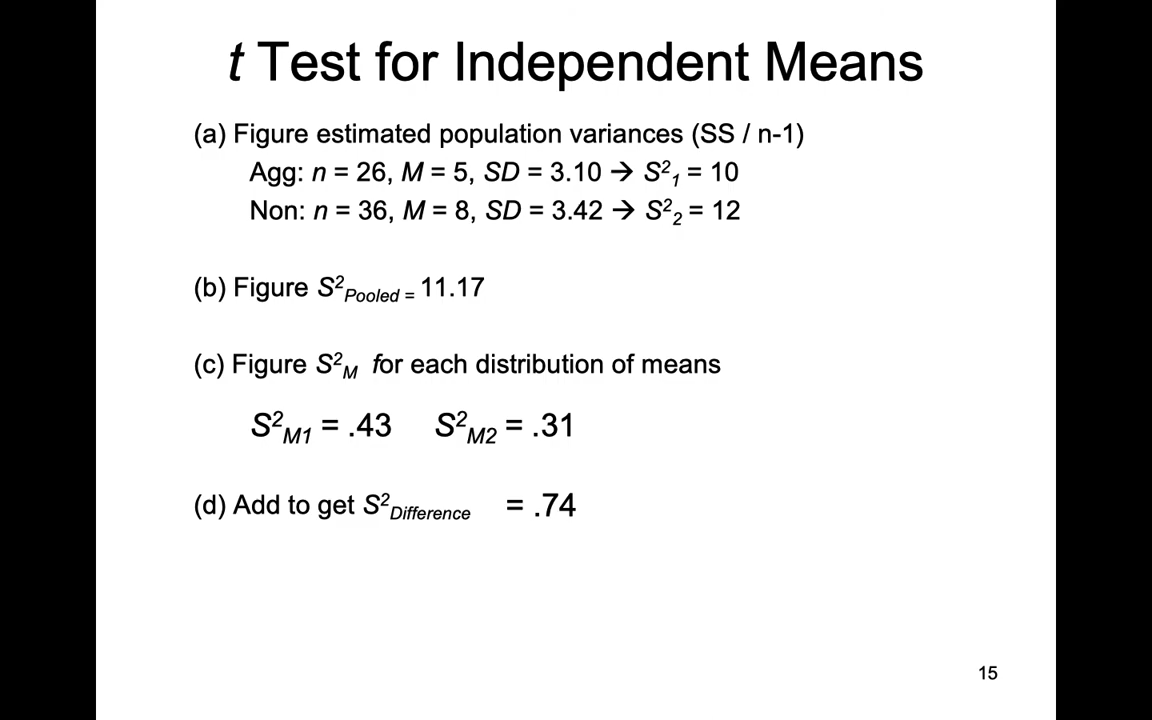 t Test for Independent Means
(a) Figure estimated population variances (SS / n-1)
Agg: n = 26, M = 5, SD = 3.10 → S²₁ = 10
Non: n = 36, M = 8, SD = 3.42 → S²₂ = 12
(b) Figure S²Pooled = 11.17
(c) Figure S²M for each distribution of means
S²M1 = .43 S²M2 = .31
(d) Add to get S²Difference = .74
15